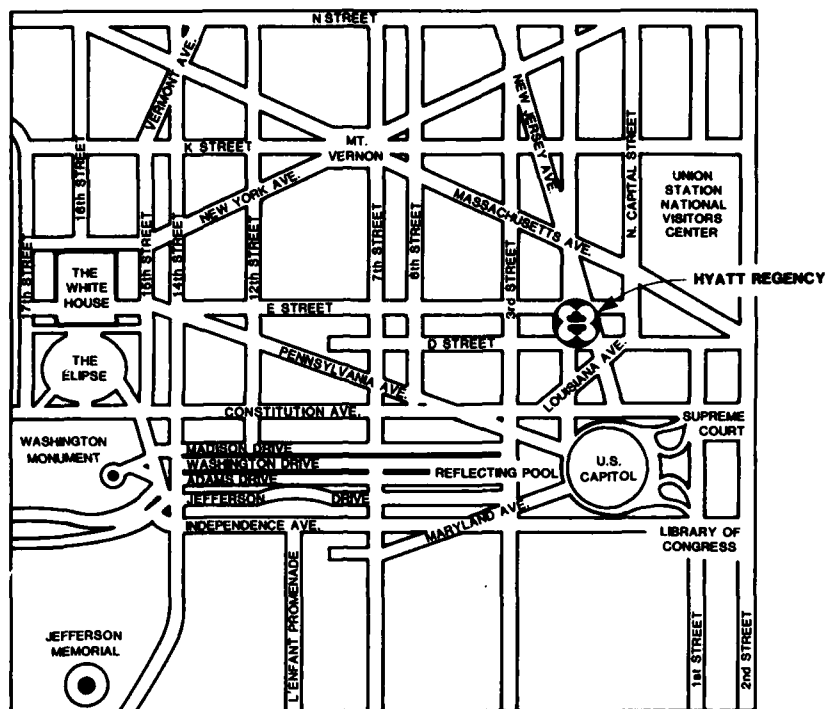 N STREET
VERMONT AVE.
NEW JERSEY AVE.
K STREET
MT.
VERNON
16th STREET
NEW YORK AVE.
MASSACHUSETTS AVE.
N. CAPITAL STREET
UNION
STATION
NATIONAL
VISITORS
CENTER
17th STREET
THE
WHITE
HOUSE
15th STREET
14th STREET
12th STREET
7th STREET
6th STREET
3rd STREET
HYATT REGENCY
E STREET
D STREET
THE
ELIPSE
PENNSYLVANIA AVE.
LOUISIANA AVE.
CONSTITUTION AVE.
SUPREME
COURT
WASHINGTON
MONUMENT
MADISON DRIVE
WASHINGTON DRIVE
ADAMS DRIVE
JEFFERSON DRIVE
REFLECTING POOL
U.S.
CAPITOL
INDEPENDENCE AVE.
MARYLAND AVE.
LIBRARY OF
CONGRESS
L'ENFANT PROMENADE
JEFFERSON
MEMORIAL
1st STREET
2nd STREET